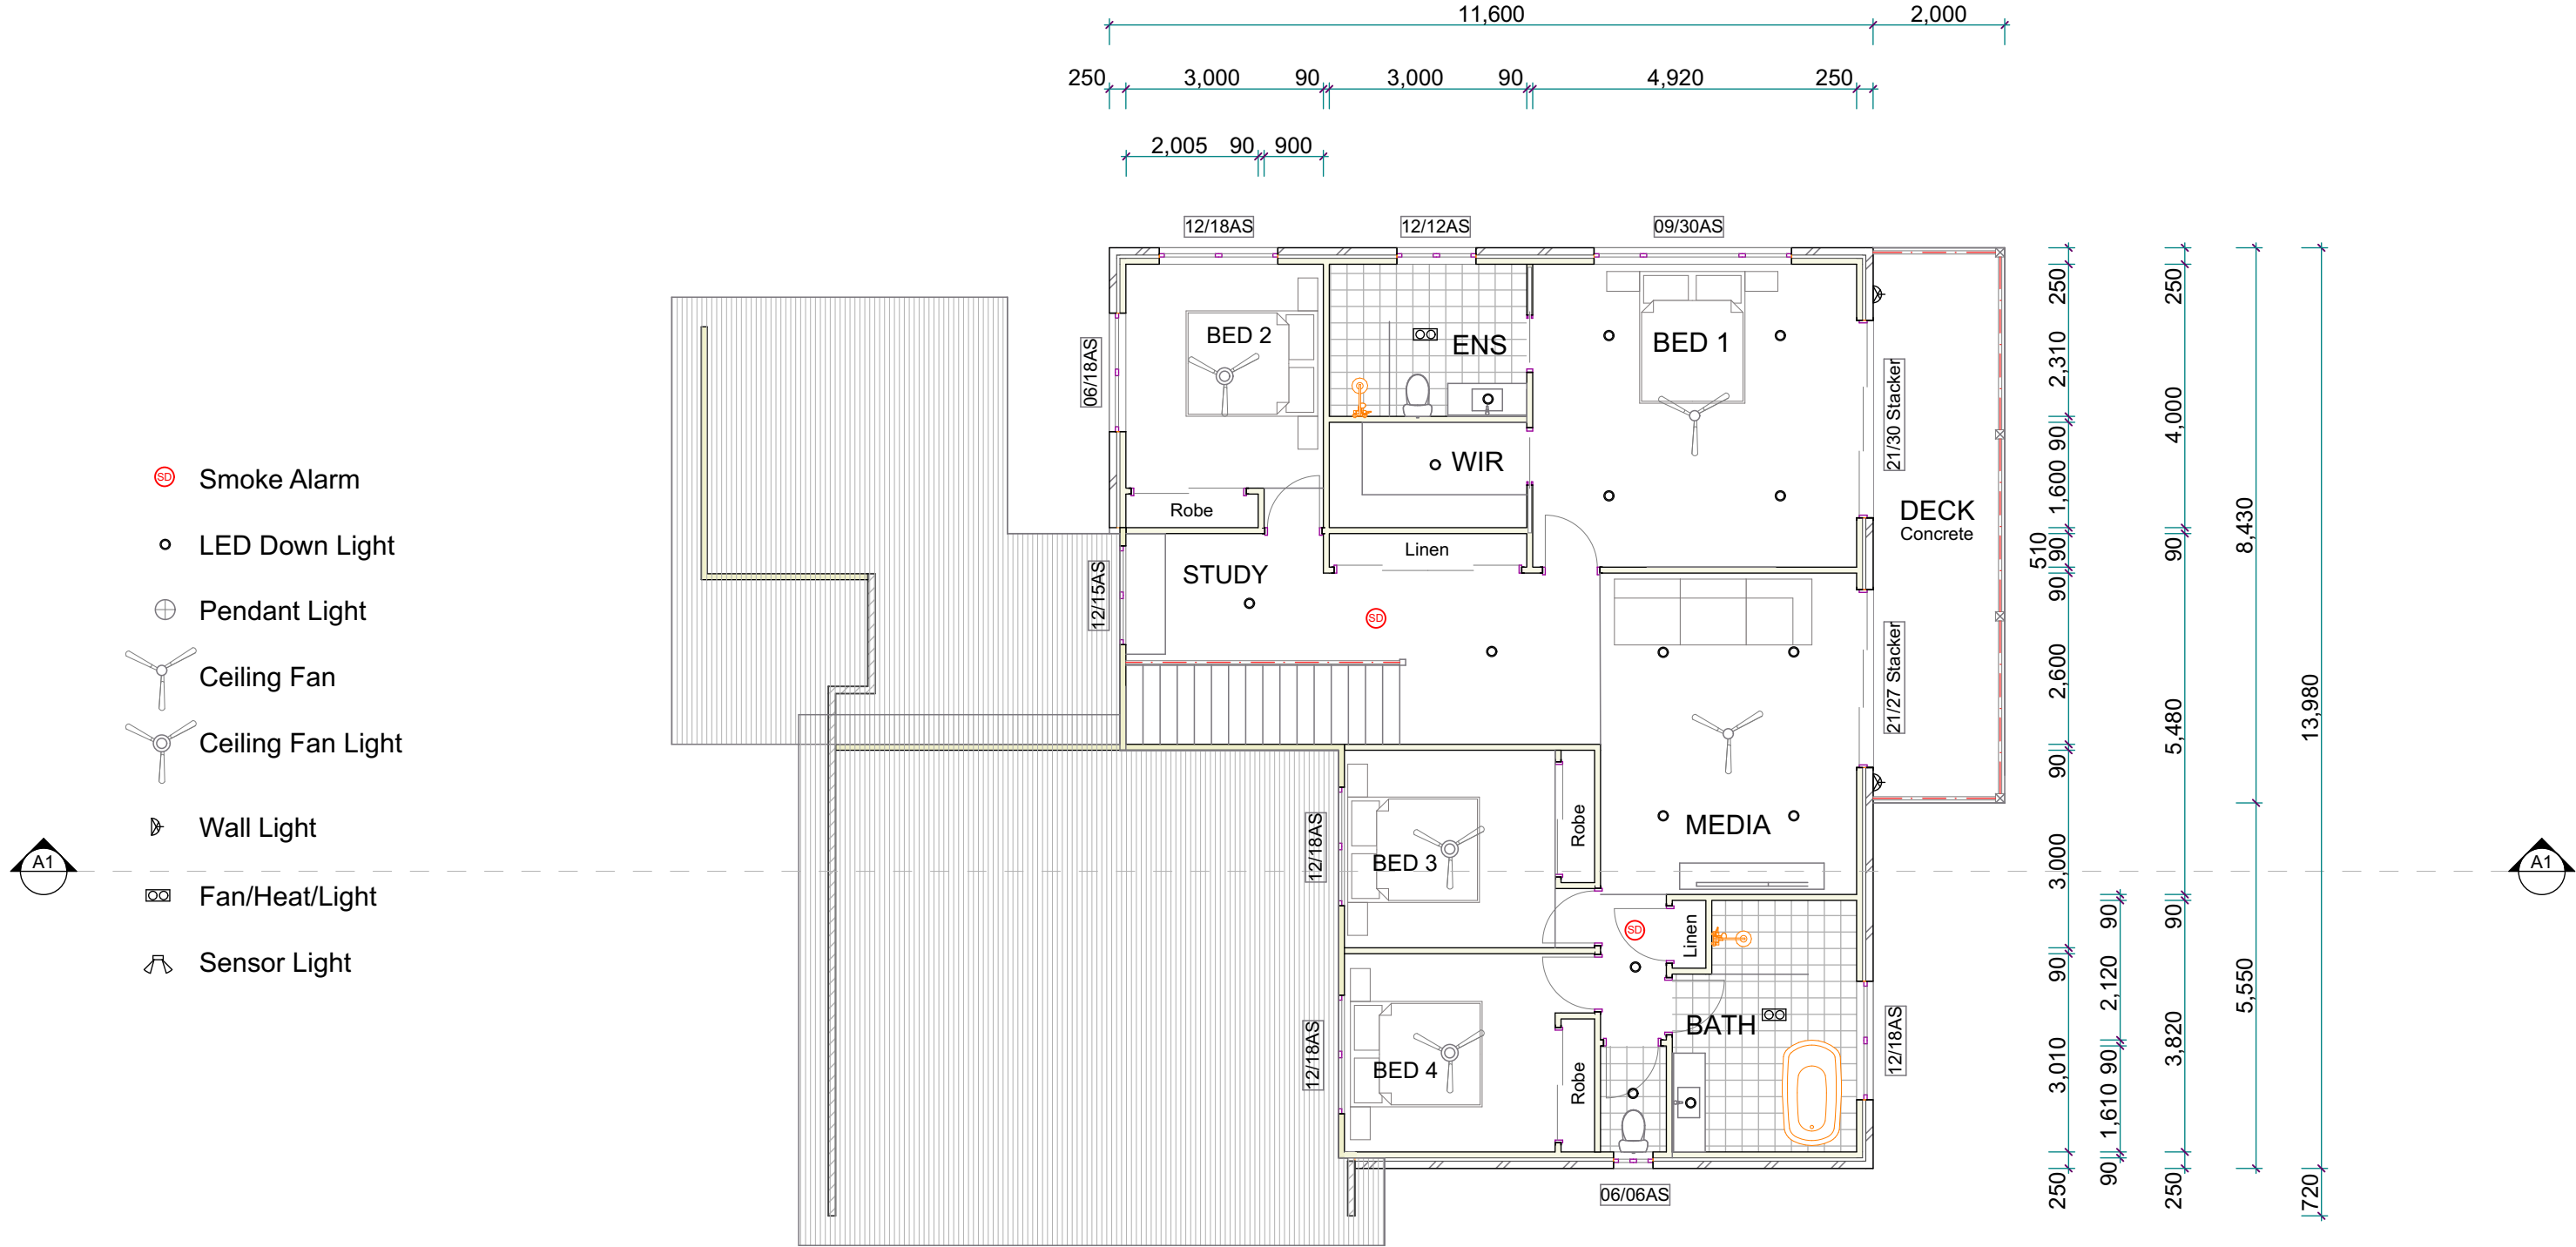 11,600
2,000
250
3,000
90
3,000
90
4,920
250
2,005
90
900
12/18AS
12/12AS
09/30AS
BED 2
ENS
BED 1
06/18AS
21/30 Stacker
WIR
Robe
DECK
Concrete
Linen
STUDY
12/15AS
SD
21/27 Stacker
MEDIA
BED 3
Robe
12/18AS
SD
Linen
BATH
BED 4
Robe
12/18AS
12/18AS
06/06AS
SD
Smoke Alarm
LED Down Light
Pendant Light
Ceiling Fan
Ceiling Fan Light
Wall Light
Fan/Heat/Light
Sensor Light
A1
A1
250
2,310
90
1,600
90
510
90
2,600
90
3,000
90
3,010
250
90
2,120
90
1,610
90
250
4,000
90
5,480
90
3,820
250
8,430
5,550
13,980
720